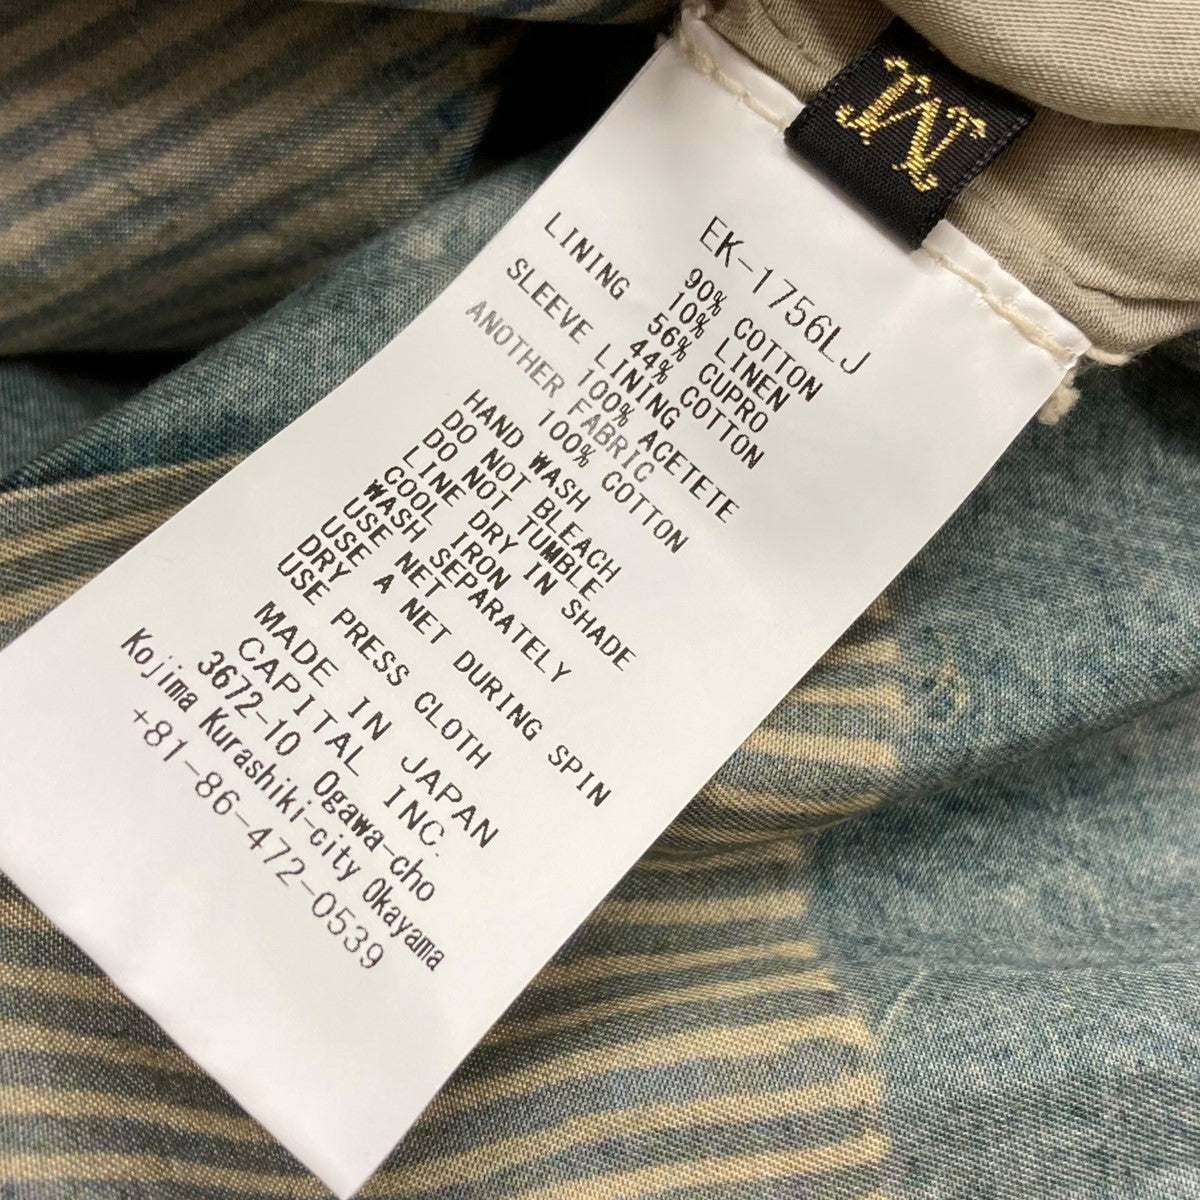 M
EK-1756LJ
90% COTTON
10% LINEN
LINING 56% CUPRO
44% COTTON
SLEEVE LINING
100% ACETETE
ANOTHER FABRIC
100% COTTON
HAND WASH
DO NOT BLEACH
DO NOT TUMBLE
LINE DRY IN SHADE
COOL IRON
WASH SEPARATELY
USE NET
USE A NET DURING SPIN
DRY
USE PRESS CLOTH
MADE IN JAPAN
CAPITAL INC.
3672-10 Ogawa-cho
Kojima Kurashiki-city Okayama
+81-86-472-0539